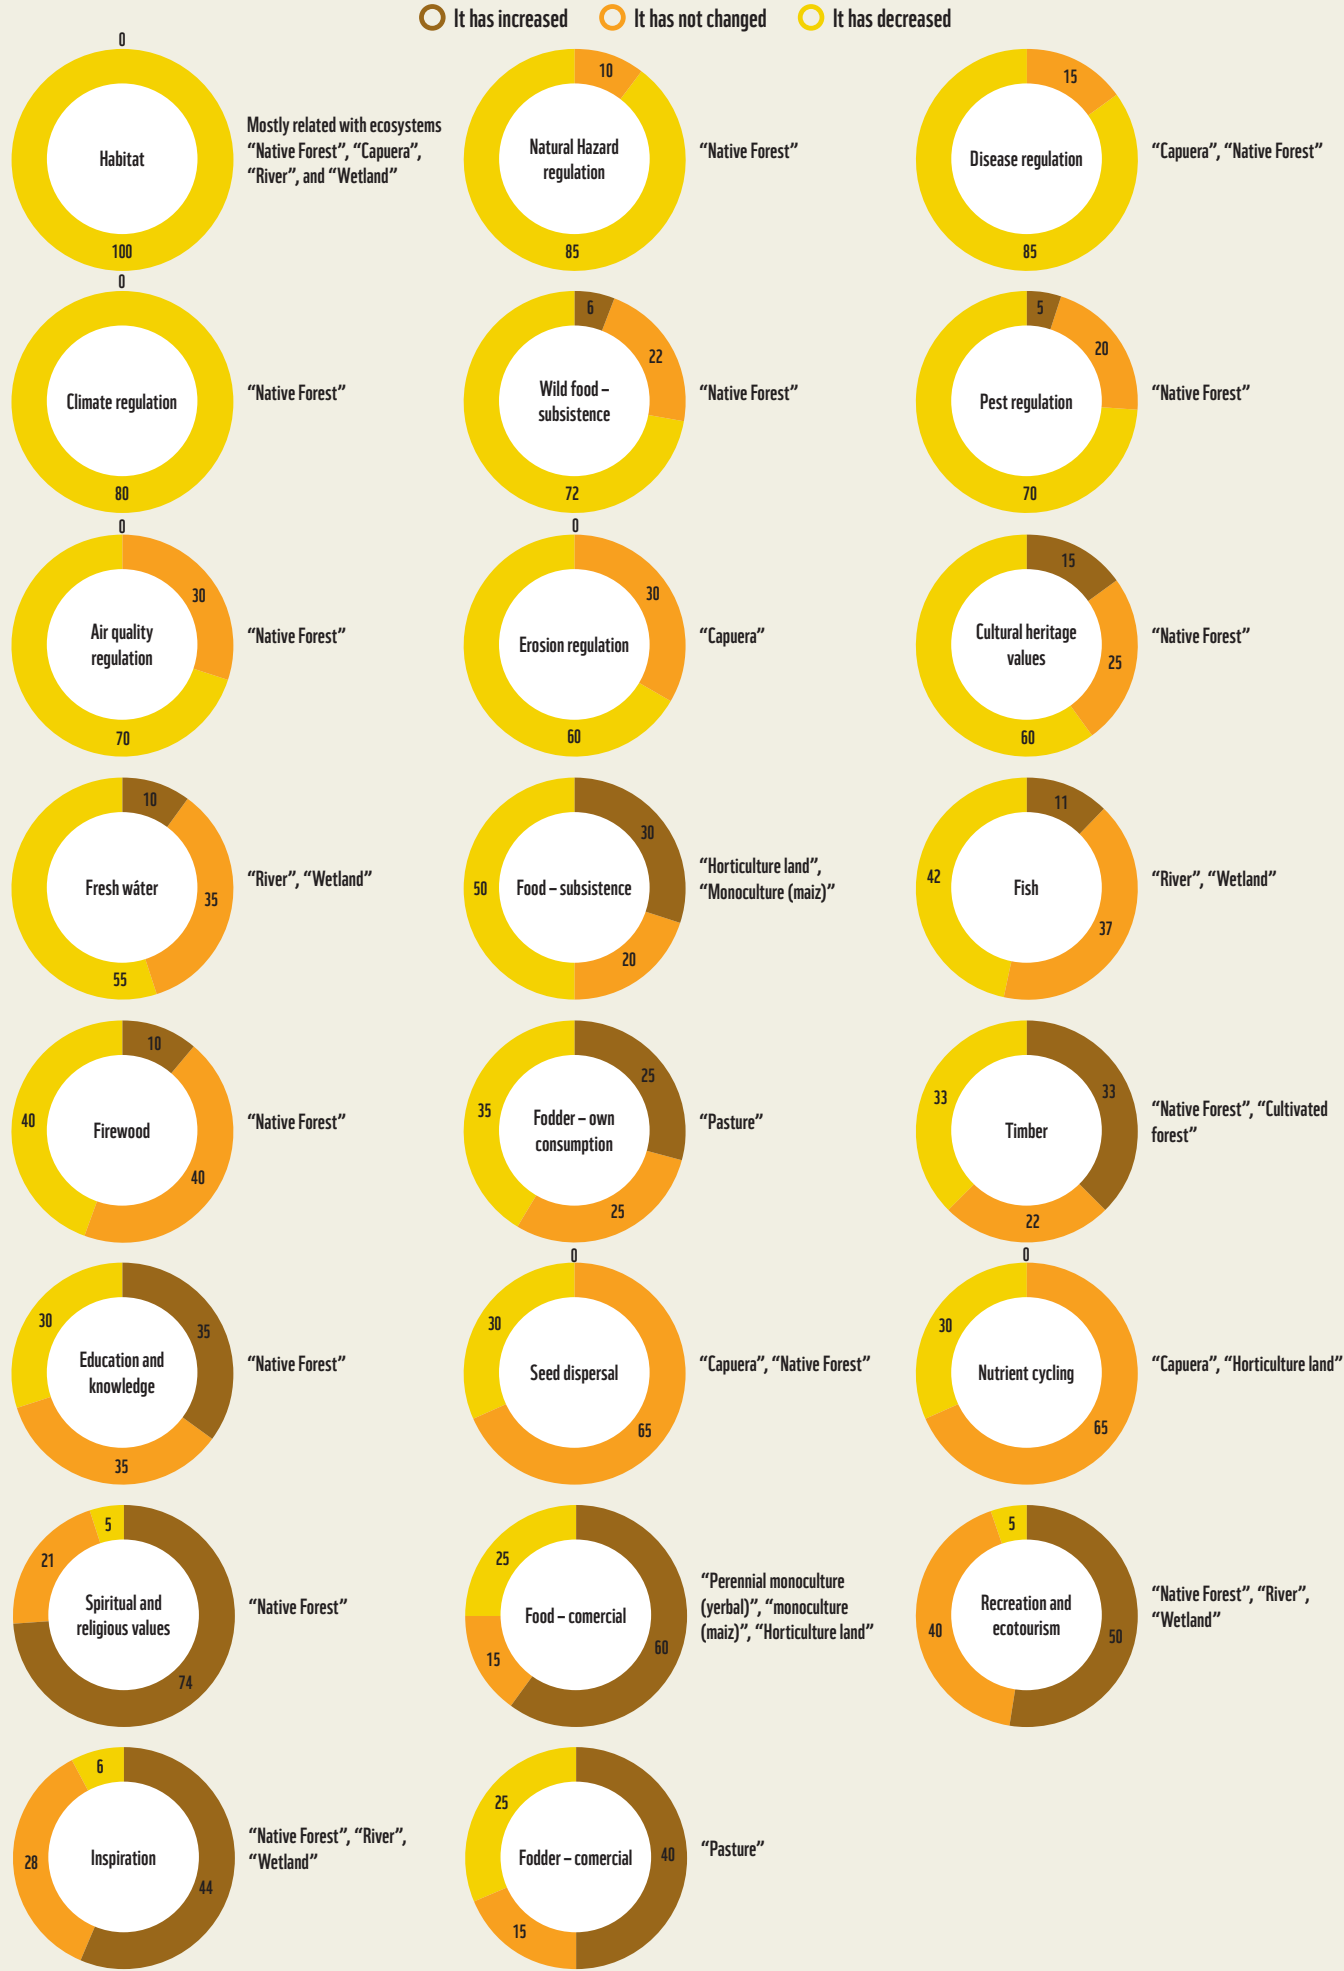 It has increased
It has not changed
It has decreased
0
Habitat
100
Mostly related with ecosystems
“Native Forest”, “Capuera”,
“River”, and “Wetland”
10
Natural Hazard
regulation
85
“Native Forest”
15
Disease regulation
85
“Capuera”, “Native Forest”
0
Climate regulation
80
“Native Forest”
6
22
Wild food –
subsistence
72
“Native Forest”
5
20
Pest regulation
70
“Native Forest”
0
30
Air quality
regulation
70
“Native Forest”
0
30
Erosion regulation
60
“Capuera”
15
Cultural heritage
values
25
60
“Native Forest”
10
Fresh wáter
35
55
“River”, “Wetland”
30
50
Food – subsistence
20
“Horticulture land”,
“Monoculture (maiz)”
11
42
Fish
37
“River”, “Wetland”
10
40
Firewood
40
“Native Forest”
25
35
Fodder – own
consumption
25
“Pasture”
33
33
Timber
22
“Native Forest”, “Cultivated
forest”
30
35
Education and
knowledge
35
“Native Forest”
0
30
Seed dispersal
65
“Capuera”, “Native Forest”
0
30
Nutrient cycling
65
“Capuera”, “Horticulture land”
5
21
Spiritual and
religious values
74
“Native Forest”
25
Food – comercial
15
60
“Perennial monoculture
(yerbal)”, “monoculture
(maiz)”, “Horticulture land”
5
Recreation and
ecotourism
40
50
“Native Forest”, “River”,
“Wetland”
6
Inspiration
28
44
“Native Forest”, “River”,
“Wetland”
25
Fodder – comercial
40
15
“Pasture”